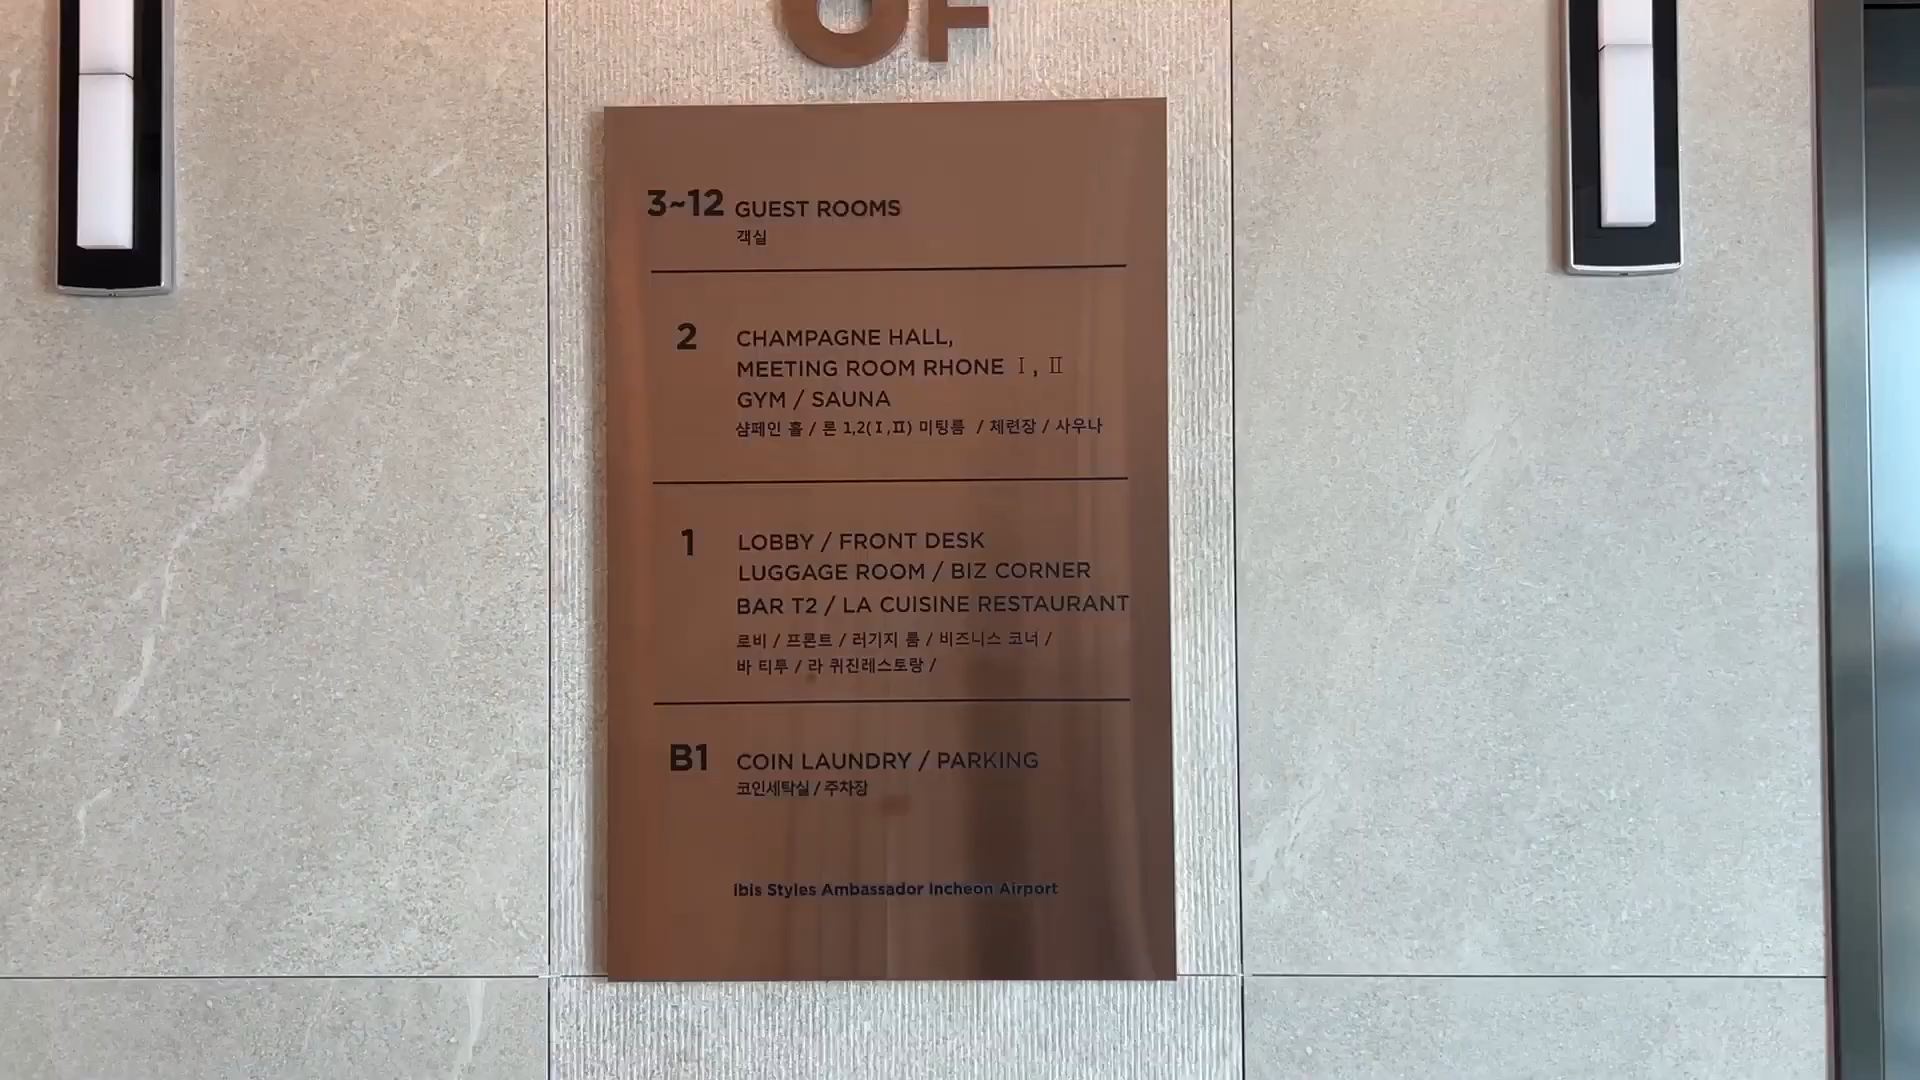 3~12 GUEST ROOMS
객실
2 CHAMPAGNE HALL,
MEETING ROOM RHONE Ⅰ, Ⅱ
GYM / SAUNA
샴페인 홀 / 론 1,2(Ⅰ,Ⅱ) 미팅룸 / 체련장 / 사우나
1 LOBBY / FRONT DESK
LUGGAGE ROOM / BIZ CORNER
BAR T2 / LA CUISINE RESTAURANT
로비 / 프론트 / 러기지 룸 / 비즈니스 코너 /
바 티투 / 라 퀴진레스토랑 /
B1 COIN LAUNDRY / PARKING
코인세탁실 / 주차장
Ibis Styles Ambassador Incheon Airport